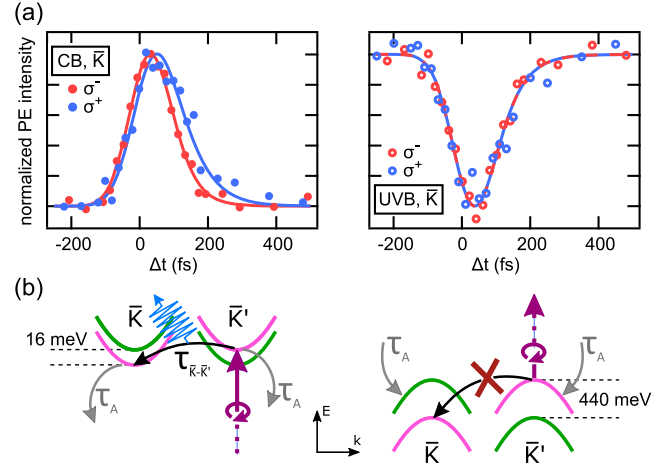 (a)
normalized PE intensity
CB, K̅
σ⁻
σ⁺
-200 0 200 400
Δt (fs)
σ⁻
σ⁺
UVB, K̅
-200 0 200 400
Δt (fs)
(b)
K̅ K̅'
16 meV
τ_K̅-K̅'
τ_A τ_A
E
k
τ_A τ_A
440 meV
K̅ K̅'